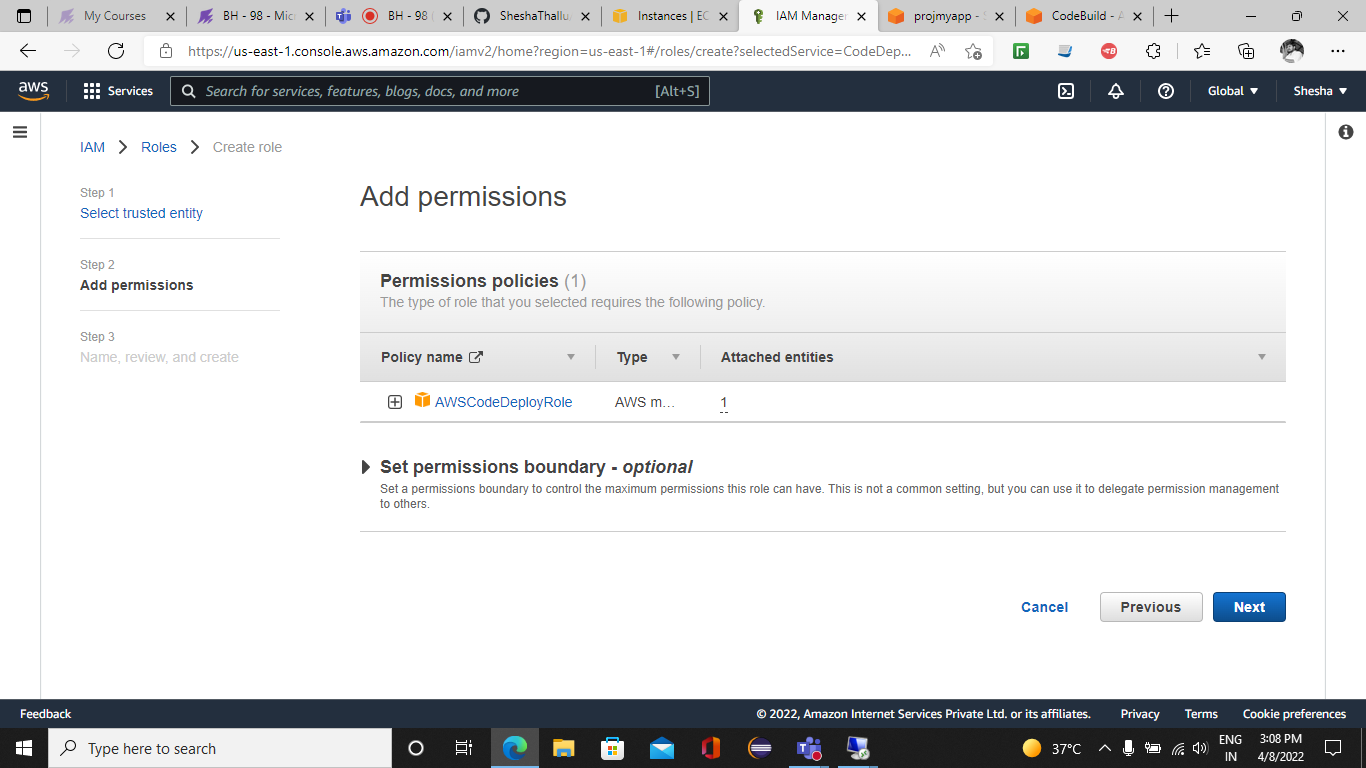 My Courses
BH - 98 - Mic
BH - 98
SheshaThallu
Instances | EC
IAM Manager
projmyapp - S
CodeBuild - A
https://us-east-1.console.aws.amazon.com/iamv2/home?region=us-east-1#/roles/create?selectedService=CodeDep...
aws
Services
Search for services, features, blogs, docs, and more
[Alt+S]
Global
Shesha
IAM
Roles
Create role
Step 1
Select trusted entity
Step 2
Add permissions
Step 3
Name, review, and create
Add permissions
Permissions policies (1)
The type of role that you selected requires the following policy.
Policy name
Type
Attached entities
AWSCodeDeployRole
AWS m...
1
Set permissions boundary - optional
Set a permissions boundary to control the maximum permissions this role can have. This is not a common setting, but you can use it to delegate permission management
to others.
Cancel
Previous
Next
Feedback
© 2022, Amazon Internet Services Private Ltd. or its affiliates.
Privacy
Terms
Cookie preferences
Type here to search
37°C
ENG
IN
3:08 PM
4/8/2022